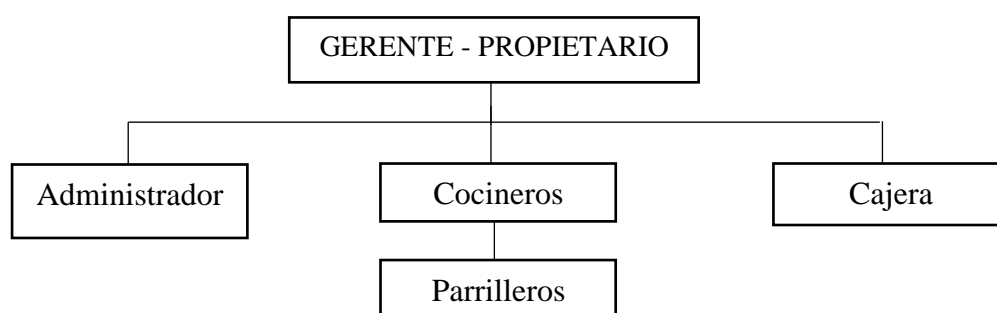 GERENTE - PROPIETARIO
Administrador
Cocineros
Cajera
Parrilleros